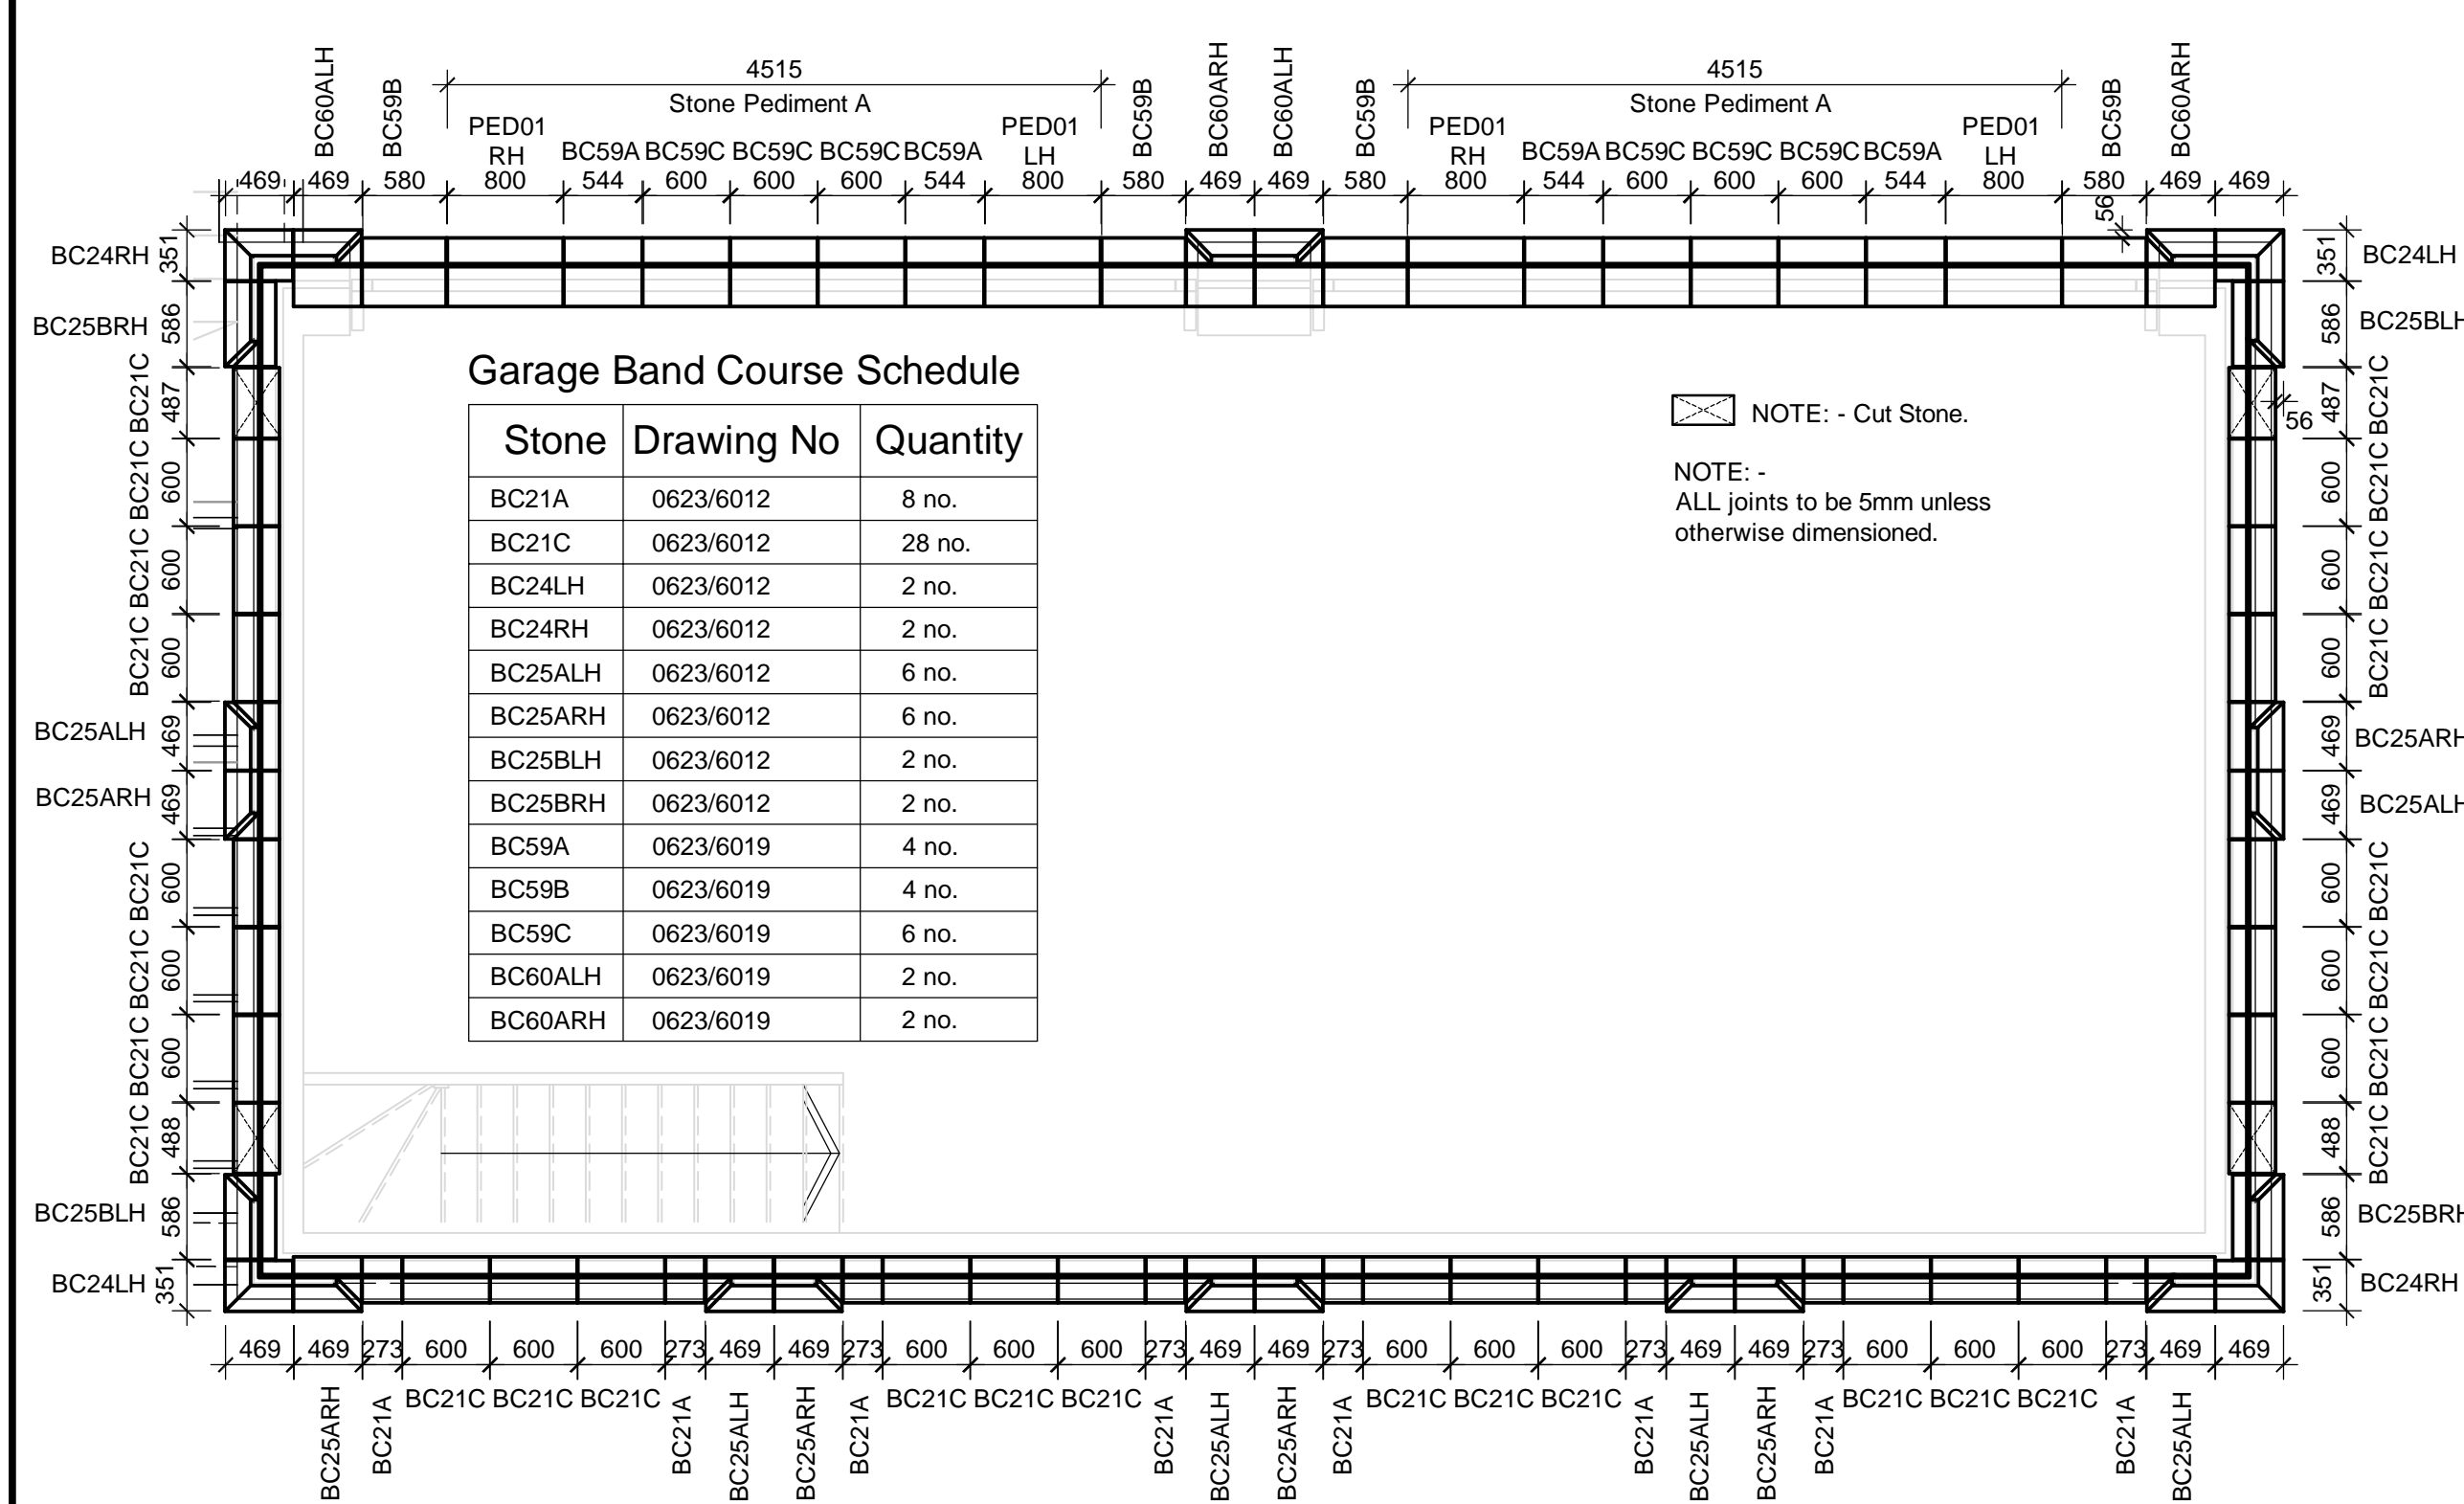 BC60ALH BC59B 4515 BC59B BC60ARH BC60ALH BC59B 4515 BC59B BC60ARH
Stone Pediment A Stone Pediment A
PED01 PED01 PED01 PED01
RH BC59A BC59C BC59C BC59C BC59A LH RH BC59A BC59C BC59C BC59C BC59A LH
469 469 580 800 544 600 600 600 544 800 580 469 469 580 800 544 600 600 600 544 800 580 469 469
56
BC24RH 351
BC25BRH 586
BC21C 487
BC21C 600
BC21C 600
BC21C 600
BC25ALH 469
BC25ARH 469
BC21C 600
BC21C 600
BC21C 600
BC21C 488
BC25BLH 586
BC24LH 351
Garage Band Course Schedule
Stone Drawing No Quantity
BC21A 0623/6012 8 no.
BC21C 0623/6012 28 no.
BC24LH 0623/6012 2 no.
BC24RH 0623/6012 2 no.
BC25ALH 0623/6012 6 no.
BC25ARH 0623/6012 6 no.
BC25BLH 0623/6012 2 no.
BC25BRH 0623/6012 2 no.
BC59A 0623/6019 4 no.
BC59B 0623/6019 4 no.
BC59C 0623/6019 6 no.
BC60ALH 0623/6019 2 no.
BC60ARH 0623/6019 2 no.
NOTE: - Cut Stone.
NOTE: -
ALL joints to be 5mm unless
otherwise dimensioned.
351 BC24LH
586 BC25BLH
487 BC21C
56
600 BC21C
600 BC21C
600 BC21C
469 BC25ARH
469 BC25ALH
600 BC21C
600 BC21C
600 BC21C
488 BC21C
586 BC25BRH
351 BC24RH
469 469 273 600 600 600 273 469 469 273 600 600 600 273 469 469 273 600 600 600 273 469 469 273 600 600 600 273 469 469
BC25ARH BC21A BC21C BC21C BC21C BC21A BC25ALH BC25ARH BC21A BC21C BC21C BC21C BC21A BC25ALH BC25ARH BC21A BC21C BC21C BC21C BC21A BC25ALH BC25ARH BC21A BC21C BC21C BC21C BC21A BC25ALH